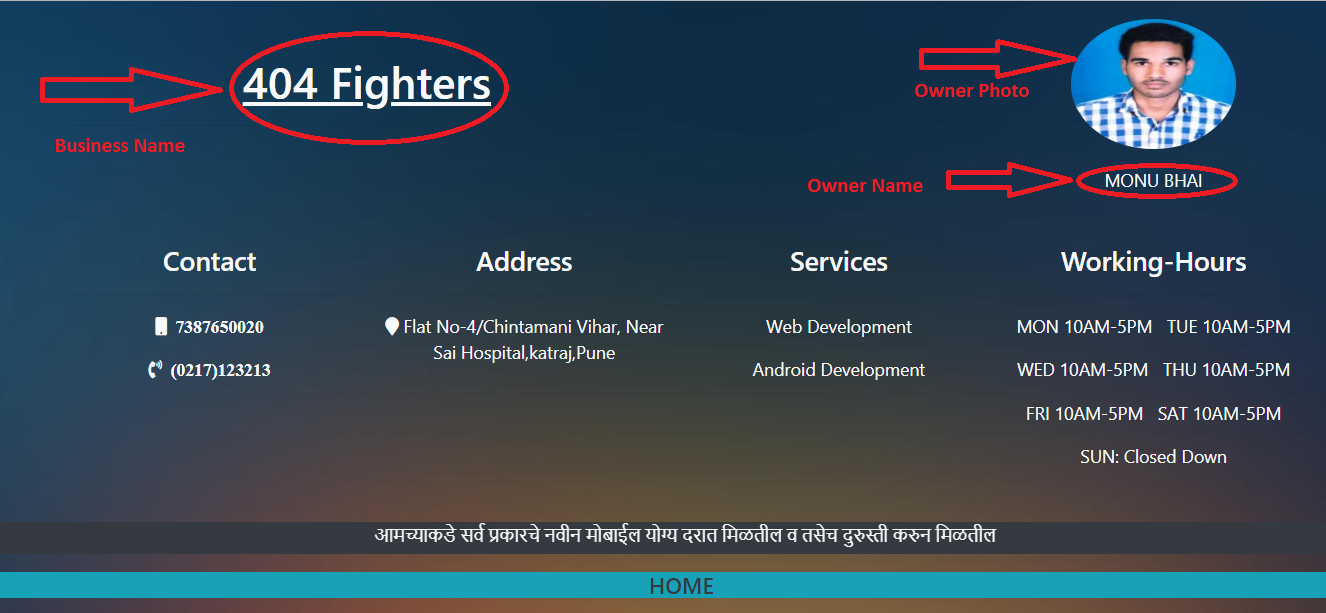 404 Fighters
Business Name
Owner Photo
Owner Name
MONU BHAI
Contact
7387650020
(0217)123213
Address
Flat No-4/Chintamani Vihar, Near
Sai Hospital,katraj,Pune
Services
Web Development
Android Development
Working-Hours
MON 10AM-5PM TUE 10AM-5PM
WED 10AM-5PM THU 10AM-5PM
FRI 10AM-5PM SAT 10AM-5PM
SUN: Closed Down
आमच्याकडे सर्व प्रकारचे नवीन मोबाईल योग्य दरात मिळतील व तसेच दुरुस्ती करुन मिळतील
HOME